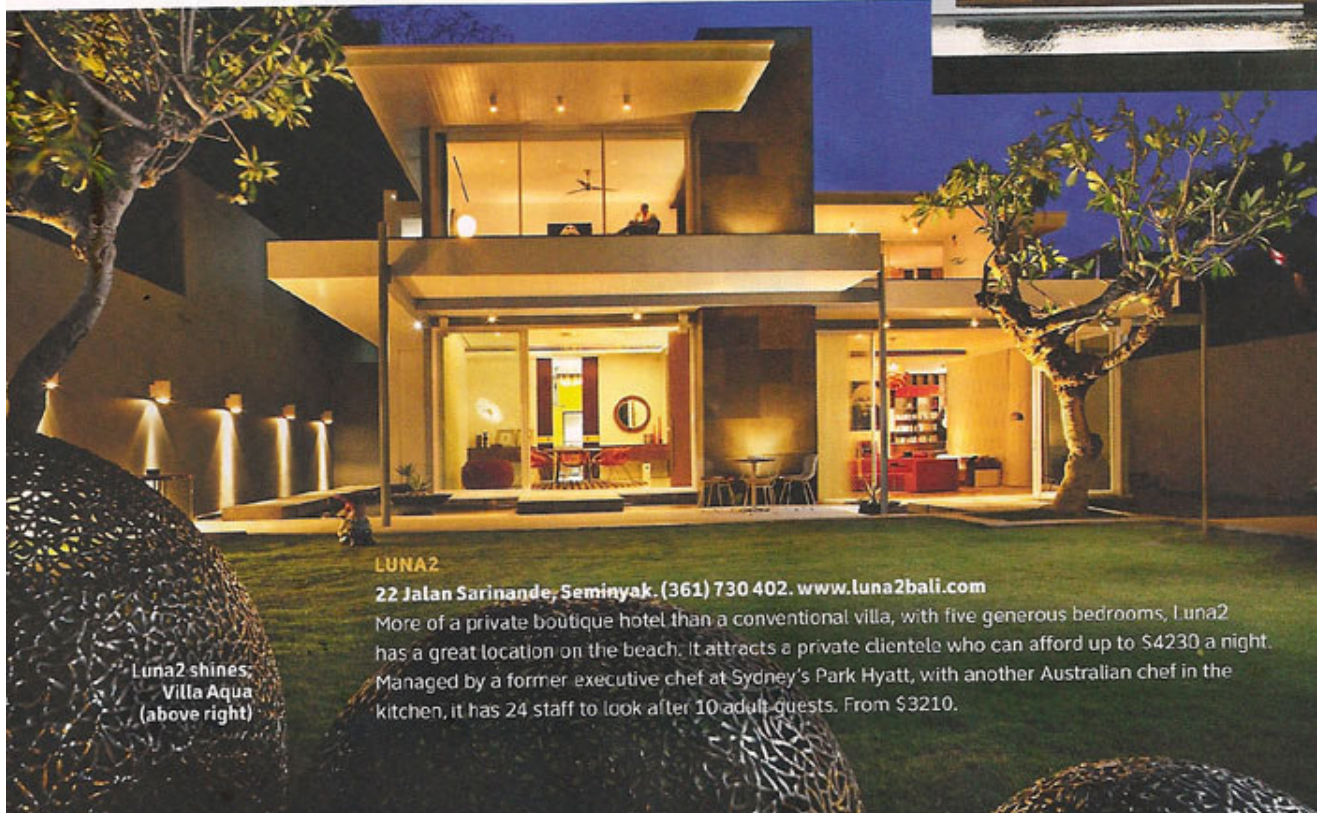 LUNA2
22 Jalan Sarinande, Seminyak. (361) 730 402. www.luna2bali.com
More of a private boutique hotel than a conventional villa, with five generous bedrooms, Luna2
has a great location on the beach. It attracts a private clientele who can afford up to $4230 a night.
Managed by a former executive chef at Sydney's Park Hyatt, with another Australian chef in the
kitchen, it has 24 staff to look after 10 adult guests. From $3210.
Luna2 shines;
Villa Aqua
(above right)